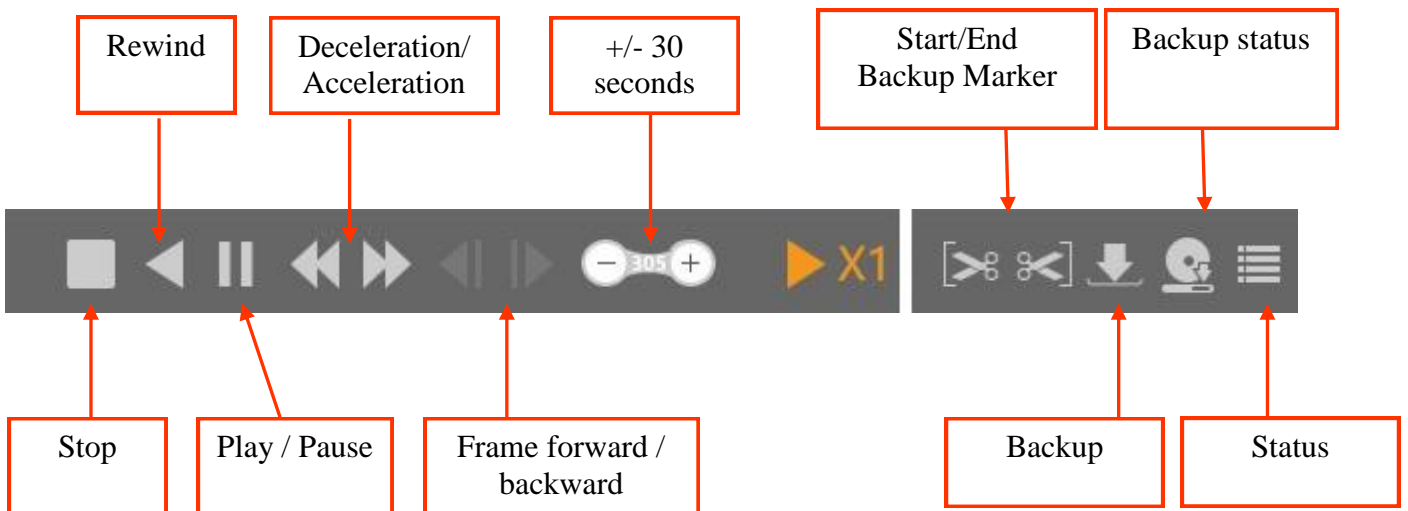 Rewind
Deceleration/
Acceleration
+/- 30
seconds
Start/End
Backup Marker
Backup status
305
X1
Stop
Play / Pause
Frame forward /
backward
Backup
Status